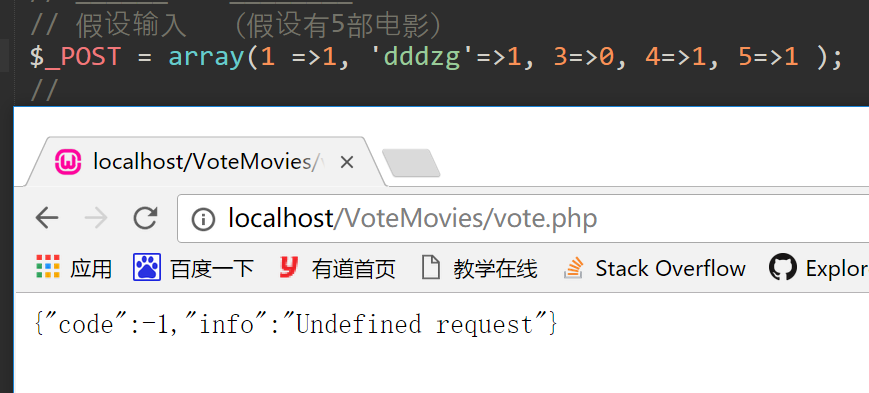 //
// 假设输入 （假设有5部电影）
$_POST = array(1 =>1, 'dddzg'=>1, 3=>0, 4=>1, 5=>1 );
//
localhost/VoteMovies/
localhost/VoteMovies/vote.php
应用 百度一下 有道首页 教学在线 Stack Overflow Explor
{"code":-1,"info":"Undefined request"}